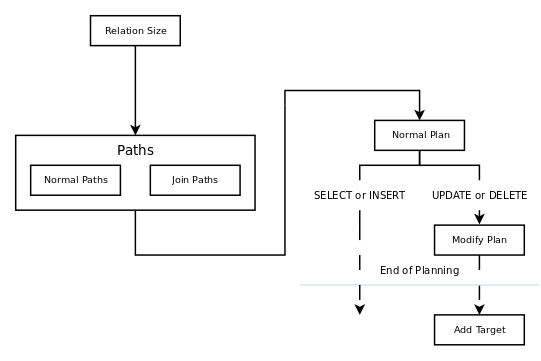 Relation Size
Paths
Normal Paths
Join Paths
Normal Plan
SELECT or INSERT
UPDATE or DELETE
Modify Plan
End of Planning
Add Target